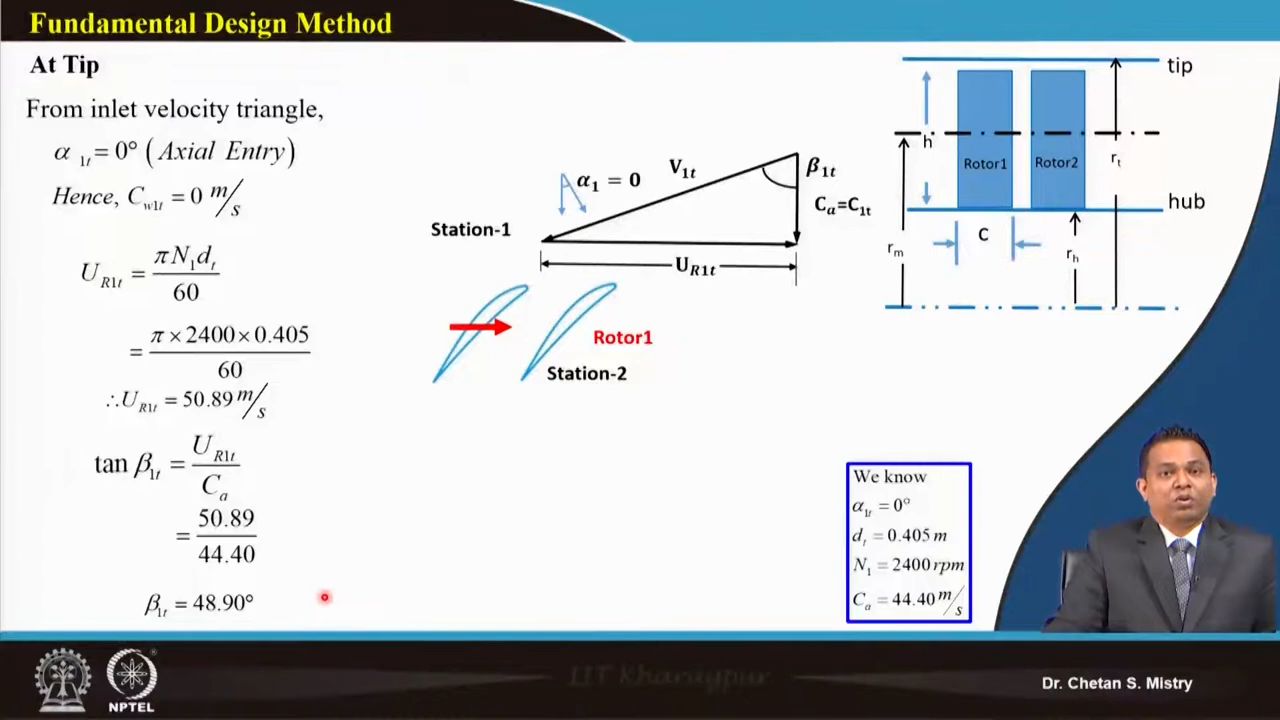 Fundamental Design Method
At Tip
From inlet velocity triangle,
α 1t = 0° (Axial Entry)
Hence, Cw1t = 0 m/s
UR1t = πN1dt / 60
= π × 2400 × 0.405 / 60
∴UR1t = 50.89 m/s
tan β1t = UR1t / Ca
= 50.89 / 44.40
β1t = 48.90°
α1 = 0
V1t
β1t
Ca=C1t
Station-1
UR1t
Rotor1
Station-2
tip
h
Rotor1
Rotor2
rt
hub
C
rm
rh
We know
α1t = 0°
dt = 0.405 m
N1 = 2400 rpm
Ca = 44.40 m/s
IIT Kharagpur
NPTEL
Dr. Chetan S. Mistry